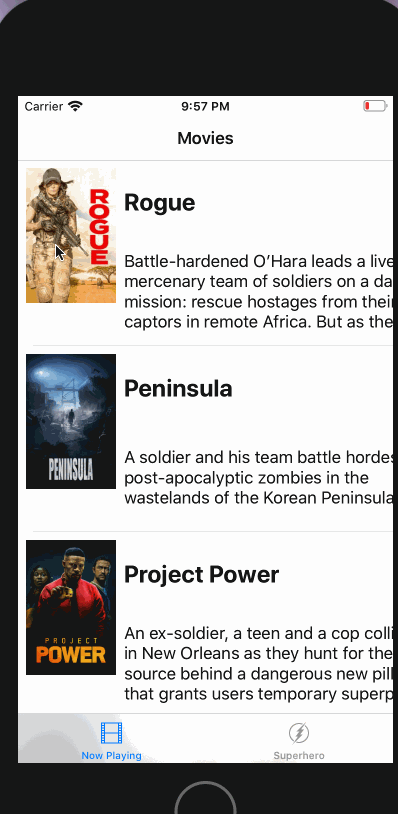 Carrier
9:57 PM
Movies
ROGUE
Rogue
Battle-hardened O’Hara leads a live
mercenary team of soldiers on a da
mission: rescue hostages from their
captors in remote Africa. But as the
PENINSULA
Peninsula
A soldier and his team battle hordes
post-apocalyptic zombies in the
wastelands of the Korean Peninsula
PROJECT
POWER
Project Power
An ex-soldier, a teen and a cop colli
in New Orleans as they hunt for the
source behind a dangerous new pill
that grants users temporary superp
Now Playing
Superhero